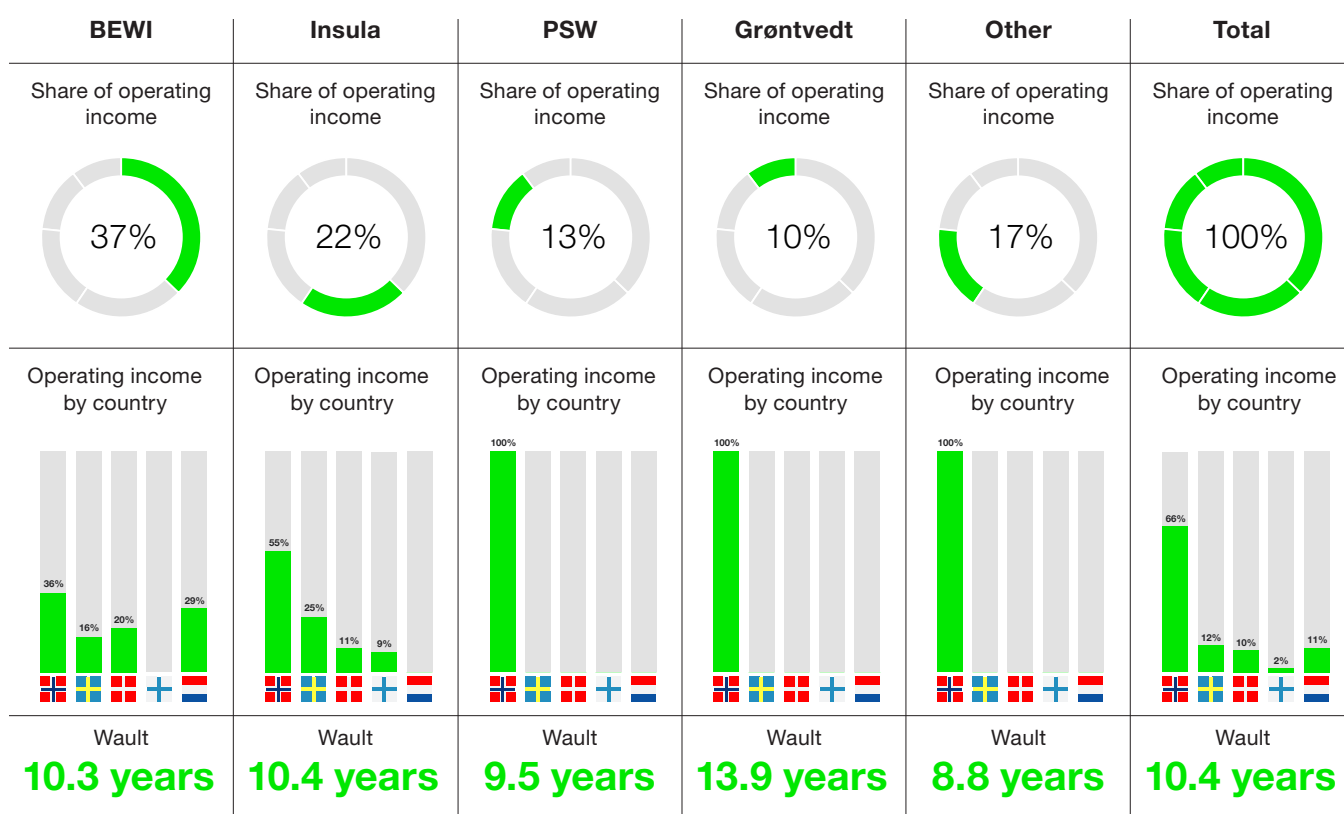 BEWI
Insula
PSW
Grøntvedt
Other
Total
Share of operating
income
Share of operating
income
Share of operating
income
Share of operating
income
Share of operating
income
Share of operating
income
37%
22%
13%
10%
17%
100%
Operating income
by country
Operating income
by country
Operating income
by country
Operating income
by country
Operating income
by country
Operating income
by country
36%
16%
20%
29%
55%
25%
11%
9%
100%
100%
100%
66%
12%
10%
2%
11%
Wault
Wault
Wault
Wault
Wault
Wault
10.3 years
10.4 years
9.5 years
13.9 years
8.8 years
10.4 years